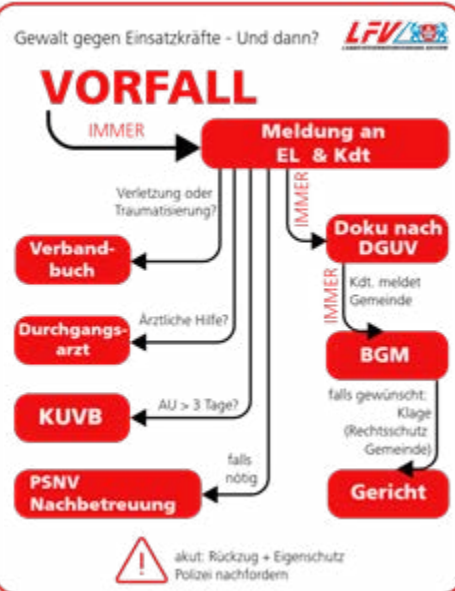 Gewalt gegen Einsatzkräfte - Und dann?
LFV
VORFALL
IMMER
Meldung an
EL & Kdt
Verletzung oder
Traumatisierung?
IMMER
Verband-
buch
Doku nach
DGUV
IMMER
Kdt. meldet
Gemeinde
Ärztliche Hilfe?
Durchgangs-
arzt
BGM
AU > 3 Tage?
KUVB
falls gewünscht:
Klage
(Rechtsschutz
Gemeinde)
falls
nötig
PSNV
Nachbetreuung
Gericht
akut: Rückzug + Eigenschutz
Polizei nachfordern